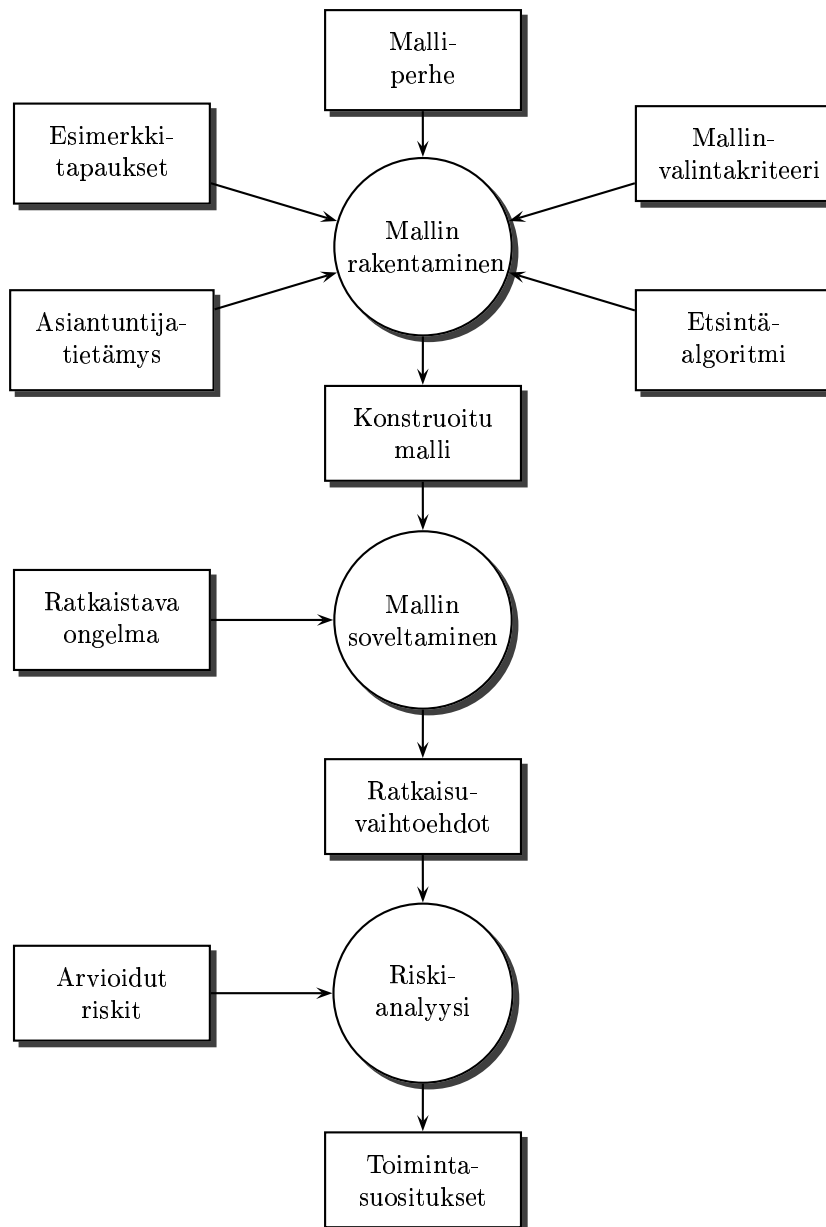 Malli-
perhe
Esimerkki-
tapaukset
Mallin-
valintakriteeri
Mallin
rakentaminen
Asiantuntija-
tietämys
Etsintä-
algoritmi
Konstruoitu
malli
Ratkaistava
ongelma
Mallin
soveltaminen
Ratkaisu-
vaihtoehdot
Arvioidut
riskit
Riski-
analyysi
Toiminta-
suositukset